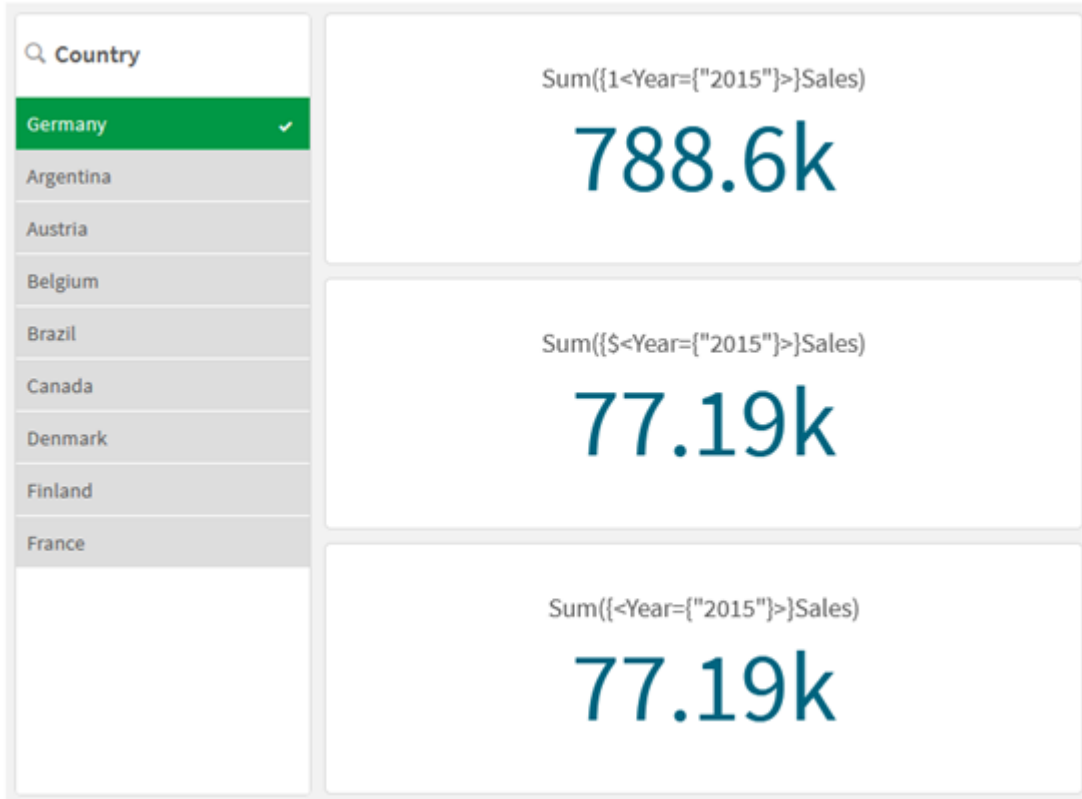 Country
Germany
Argentina
Austria
Belgium
Brazil
Canada
Denmark
Finland
France
Sum({1<Year={"2015"}>}Sales)
788.6k
Sum({$<Year={"2015"}>}Sales)
77.19k
Sum({<Year={"2015"}>}Sales)
77.19k